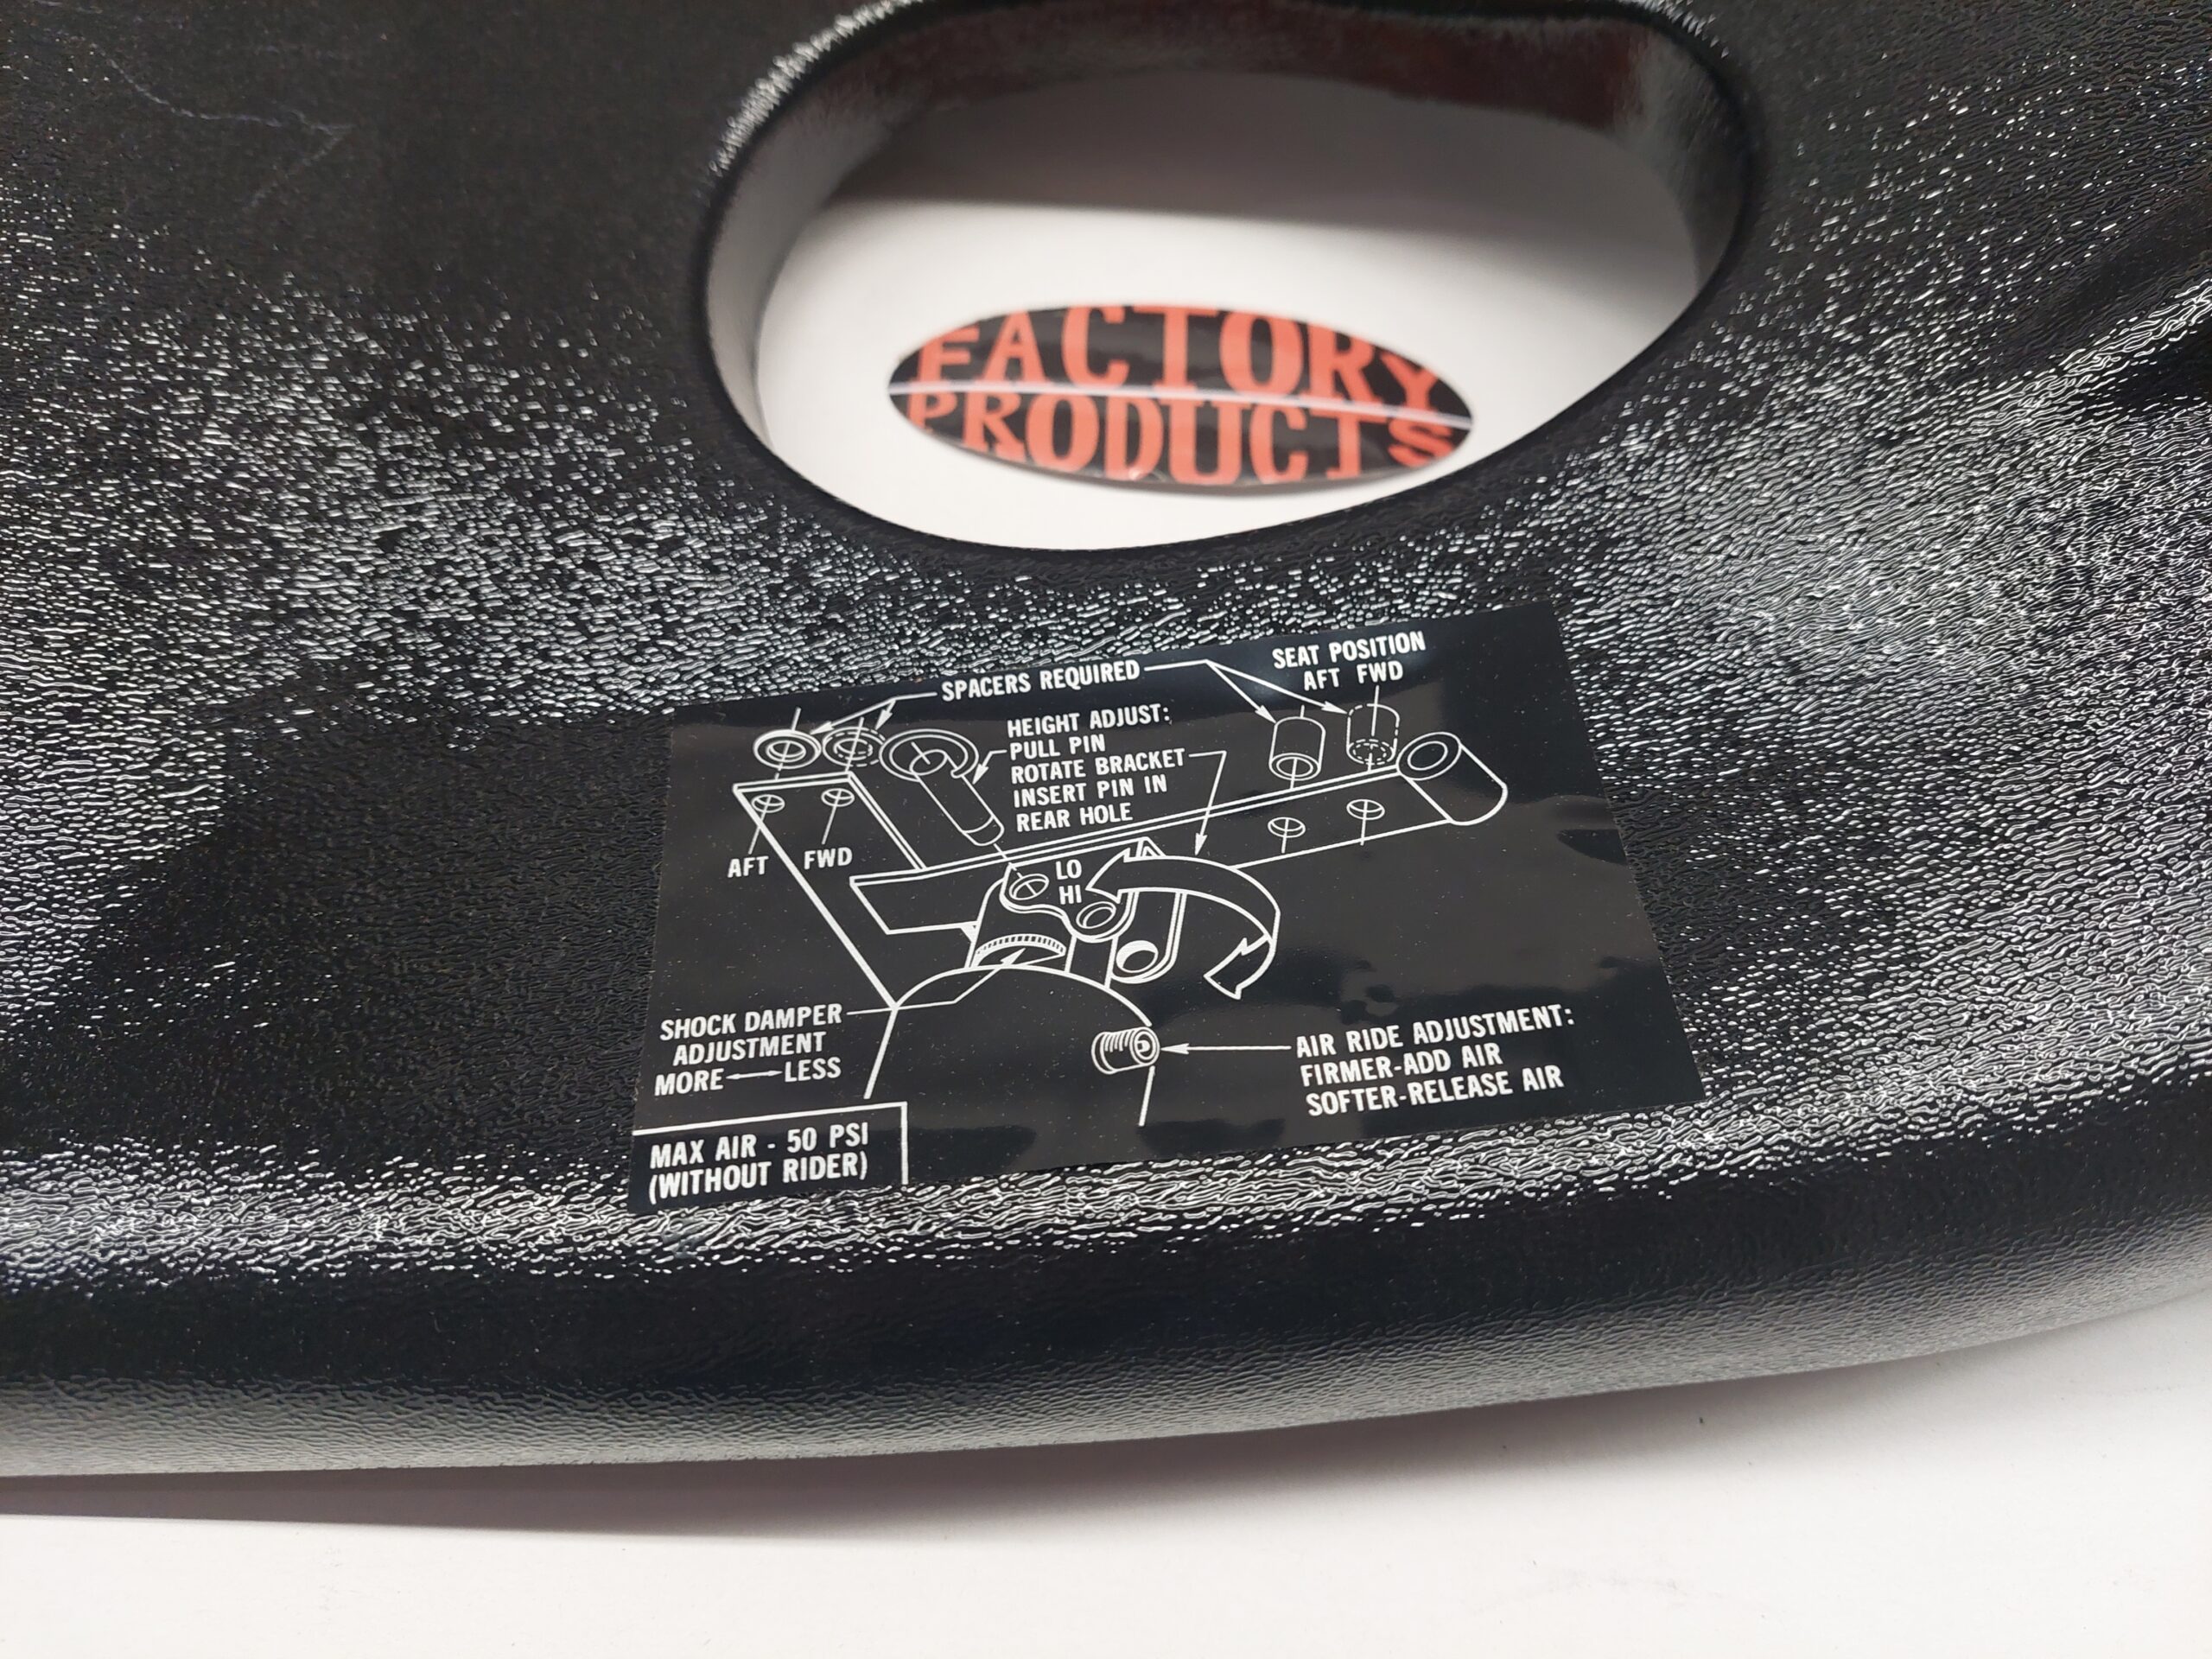 FACTORY
PRODUCTS
SPACERS REQUIRED
SEAT POSITION
AFT FWD
HEIGHT ADJUST:
PULL PIN
ROTATE BRACKET
INSERT PIN IN
REAR HOLE
AFT FWD
LO
HI
SHOCK DAMPER
ADJUSTMENT
MORE LESS
AIR RIDE ADJUSTMENT:
FIRMER-ADD AIR
SOFTER-RELEASE AIR
MAX AIR - 50 PSI
(WITHOUT RIDER)